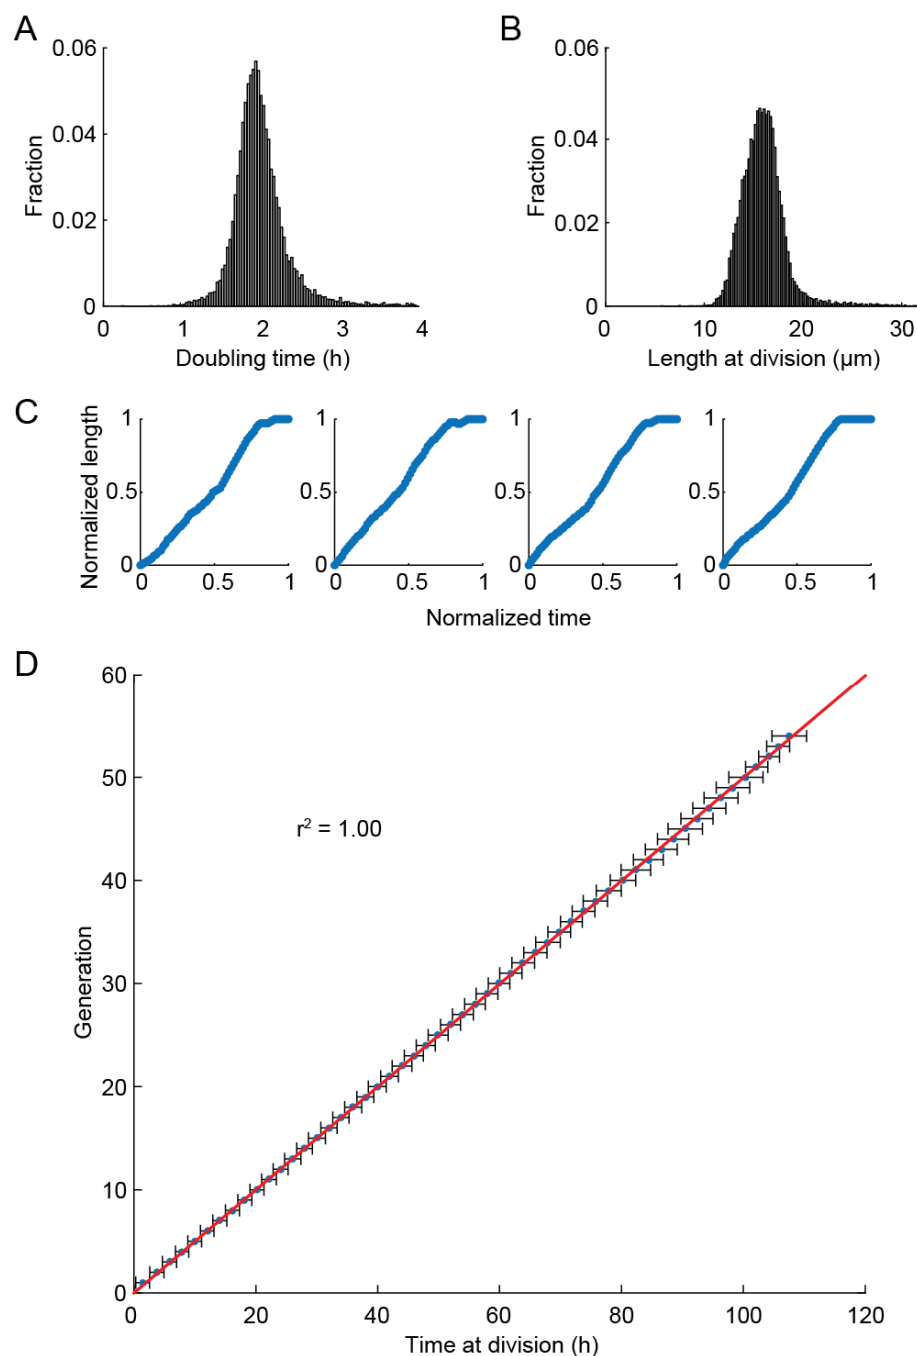 A
B
0.06
0.04
0.02
0
Fraction
0 1 2 3 4
Doubling time (h)
0.06
0.04
0.02
0
Fraction
0 10 20 30
Length at division (µm)
C
Normalized length
1
0.5
0
0 0.5 1
1
0.5
0
0 0.5 1
1
0.5
0
0 0.5 1
1
0.5
0
0 0.5 1
Normalized time
D
60
50
40
30
20
10
0
Generation
r² = 1.00
0 20 40 60 80 100 120
Time at division (h)